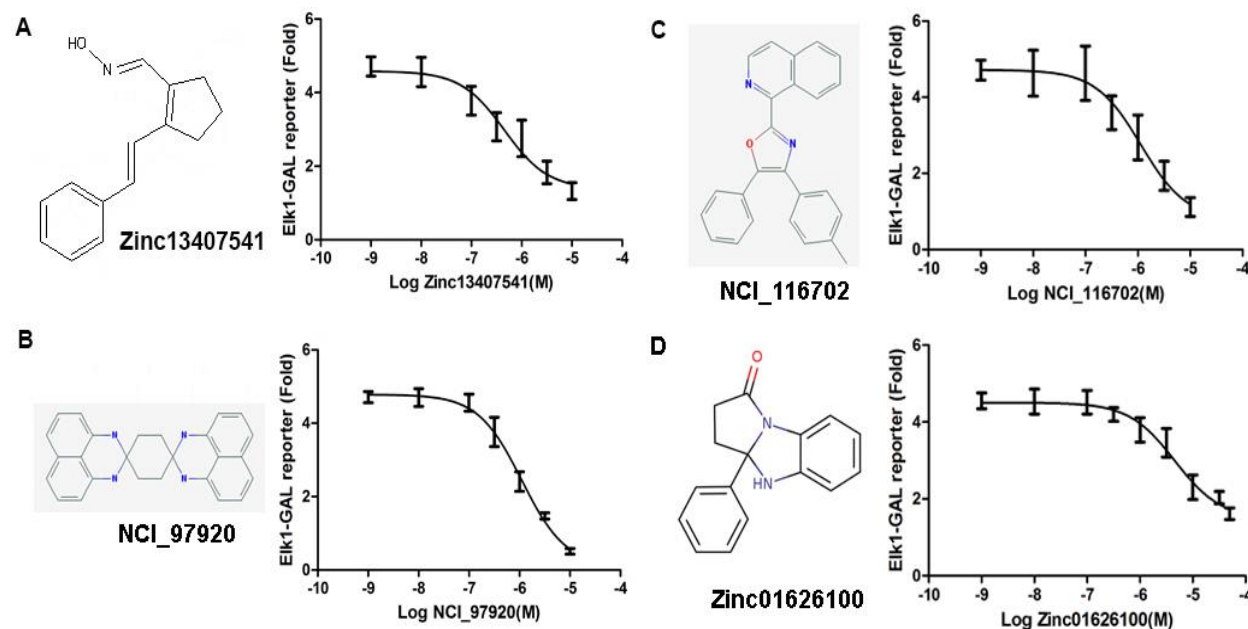 A
HO
N
Zinc13407541
Elk1-GAL reporter (Fold)
6
4
2
0
-10 -9 -8 -7 -6 -5 -4
Log Zinc13407541(M)
B
N N
N N
NCI_97920
Elk1-GAL reporter (Fold)
6
4
2
0
-10 -9 -8 -7 -6 -5 -4
Log NCI_97920(M)
C
N
O N
NCI_116702
Elk1-GAL reporter (Fold)
6
4
2
0
-10 -9 -8 -7 -6 -5 -4
Log NCI_116702(M)
D
O
N
HN
Zinc01626100
Elk1-GAL reporter (Fold)
6
4
2
0
-10 -9 -8 -7 -6 -5 -4
Log Zinc01626100(M)